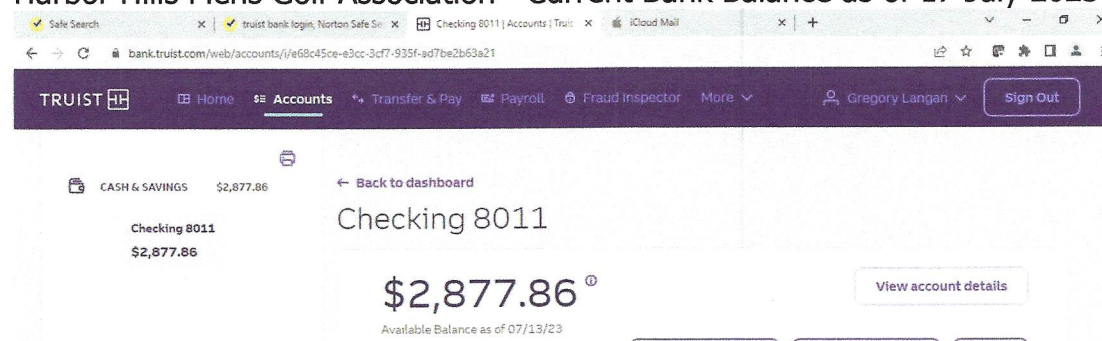 Harbor Hills Mens Golf Association - Current Bank Balance as of 17 July 2023
Safe Search
truist bank login, Norton Safe Se
Checking 8011 | Accounts | Truis
iCloud Mail
bank.truist.com/web/accounts/i/e68c45ce-e3cc-3cf7-935f-ad7be2b63a21
TRUIST
Home
Accounts
Transfer & Pay
Payroll
Fraud Inspector
More
Gregory Langan
Sign Out
CASH & SAVINGS $2,877.86
Checking 8011
$2,877.86
← Back to dashboard
Checking 8011
$2,877.86
View account details
Available Balance as of 07/13/23